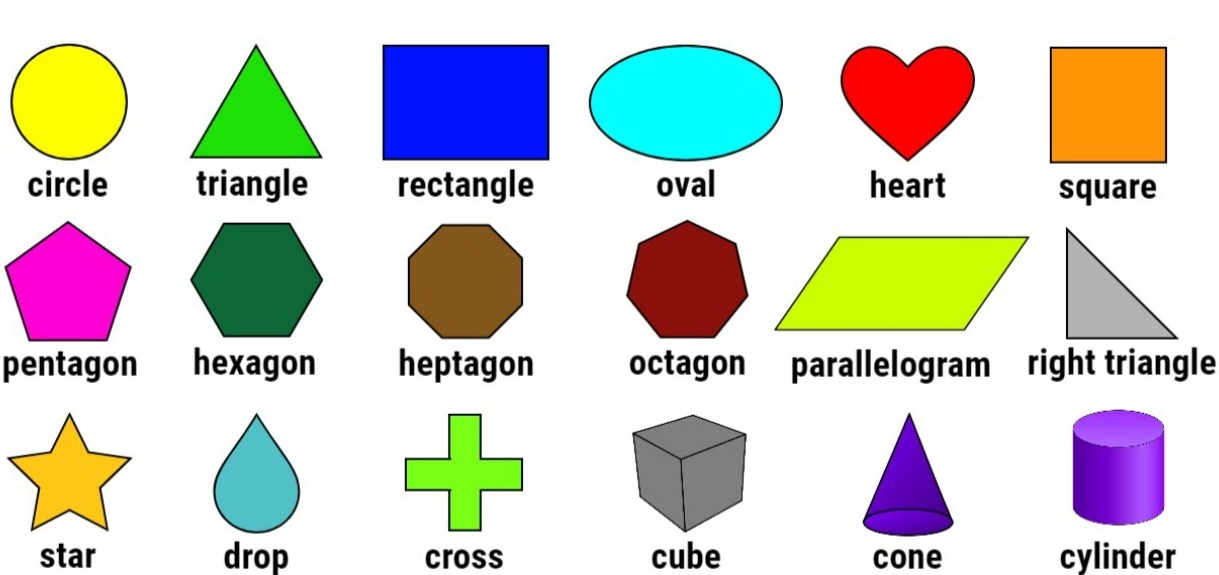 circle triangle rectangle oval heart square
pentagon hexagon heptagon octagon parallelogram right triangle
star drop cross cube cone cylinder